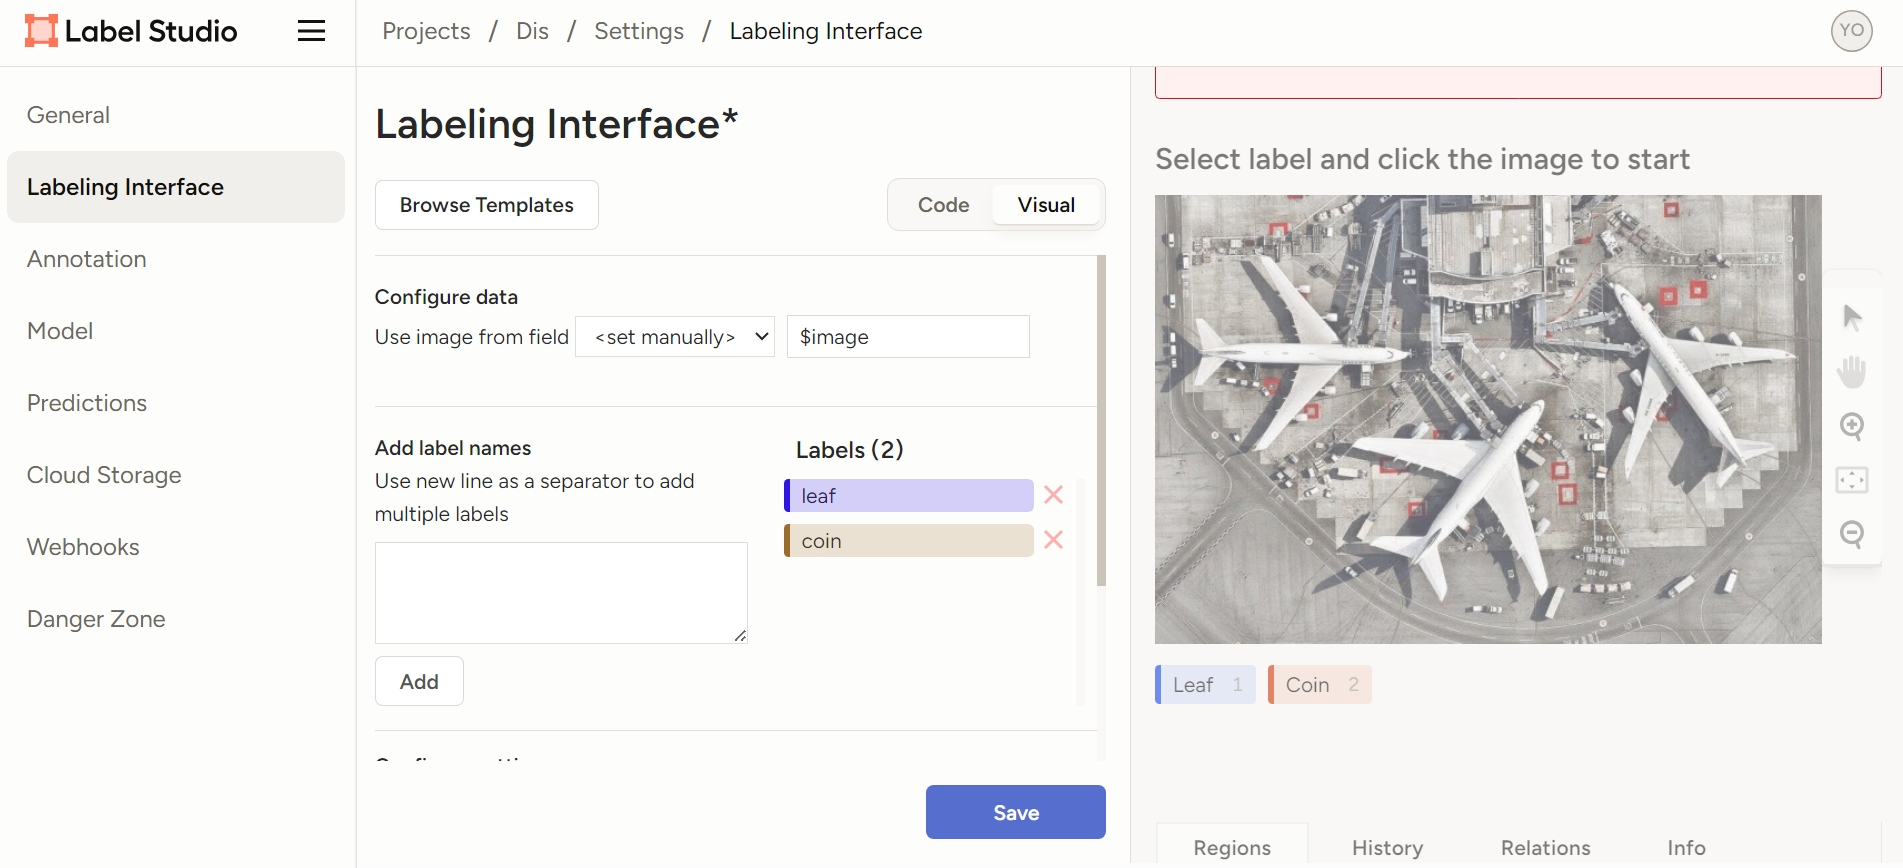 Label Studio
Projects / Dis / Settings / Labeling Interface
YO
General
Labeling Interface
Annotation
Model
Predictions
Cloud Storage
Webhooks
Danger Zone
Labeling Interface*
Browse Templates
Code
Visual
Configure data
Use image from field
<set manually>
$image
Add label names
Use new line as a separator to add
multiple labels
Add
Labels (2)
leaf
coin
Save
Select label and click the image to start
Leaf 1
Coin 2
Regions
History
Relations
Info